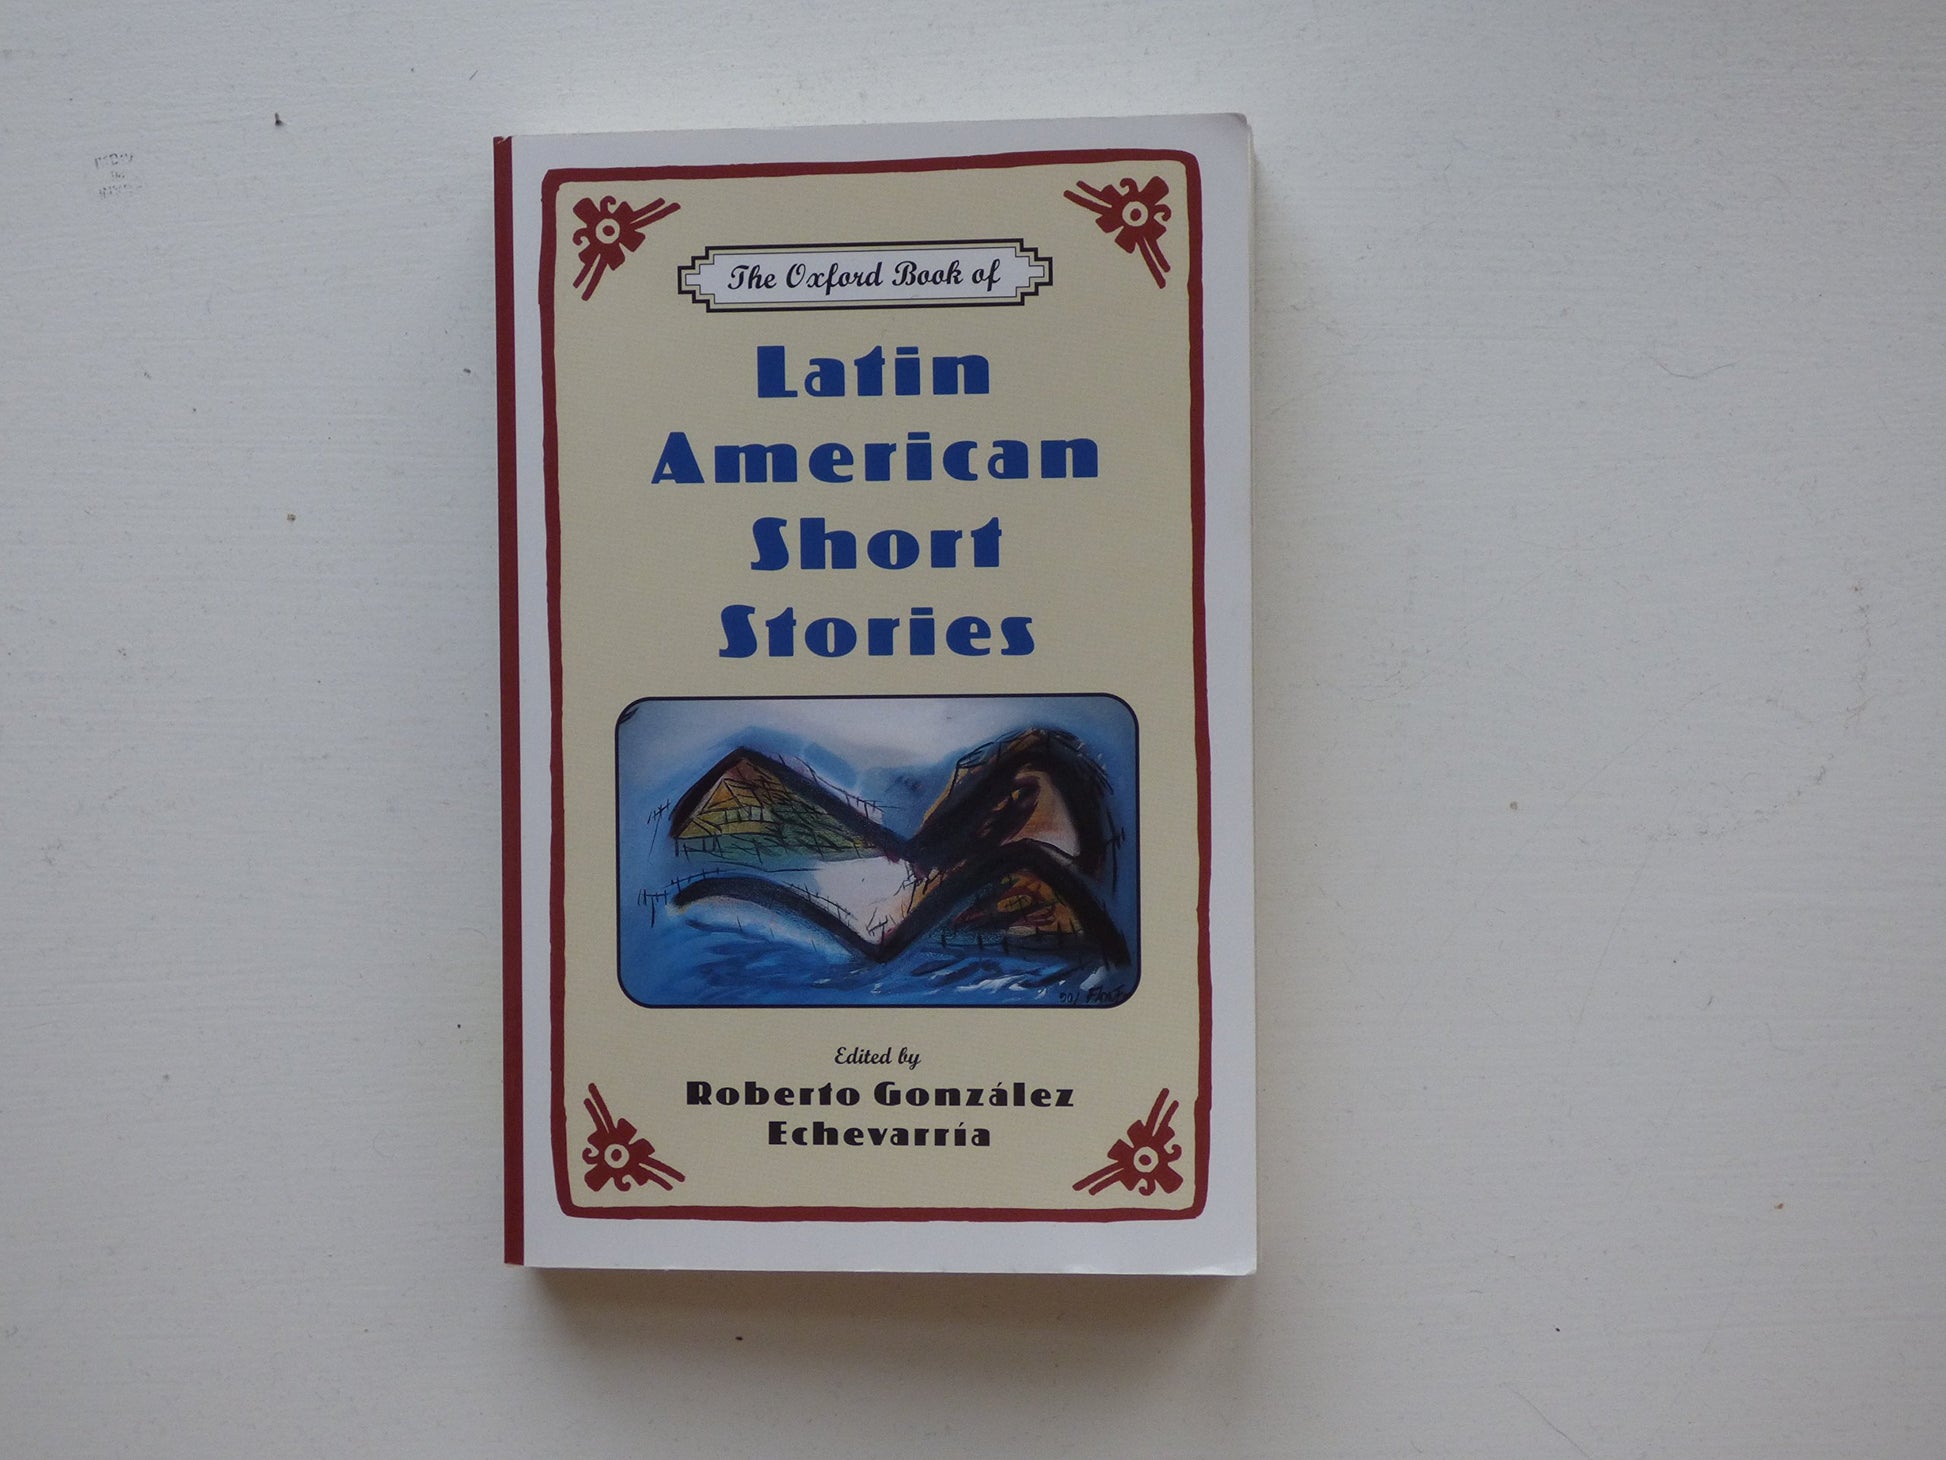 The Oxford Book of
Latin
American
Short
Stories
Edited by
Roberto González
Echevarría